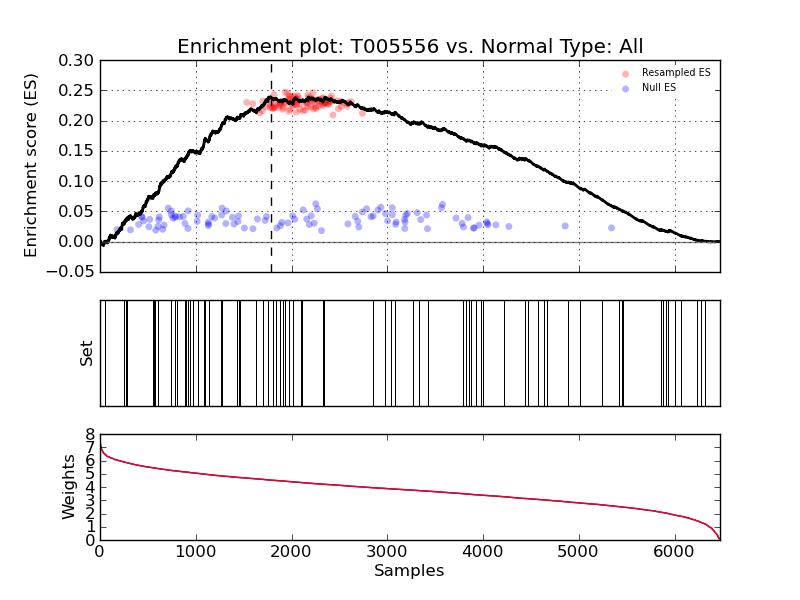 Enrichment plot: T005556 vs. Normal Type: All
Enrichment score (ES)
0.30
0.25
0.20
0.15
0.10
0.05
0.00
−0.05
Resampled ES
Null ES
Set
Weights
8
7
6
5
4
3
2
1
0
0 1000 2000 3000 4000 5000 6000
Samples